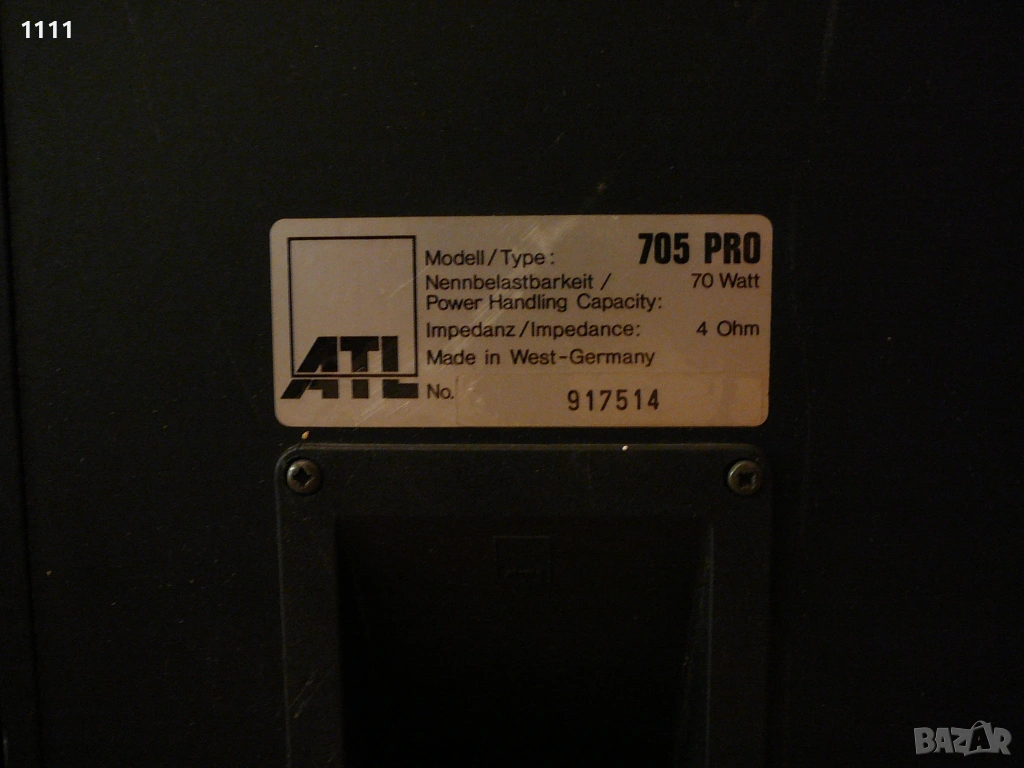 1111
705 PRO
Modell/Type:
Nennbelastbarkeit / 70 Watt
Power Handling Capacity:
Impedanz/Impedance: 4 Ohm
Made in West-Germany
ATL
No. 917514
BAZAR